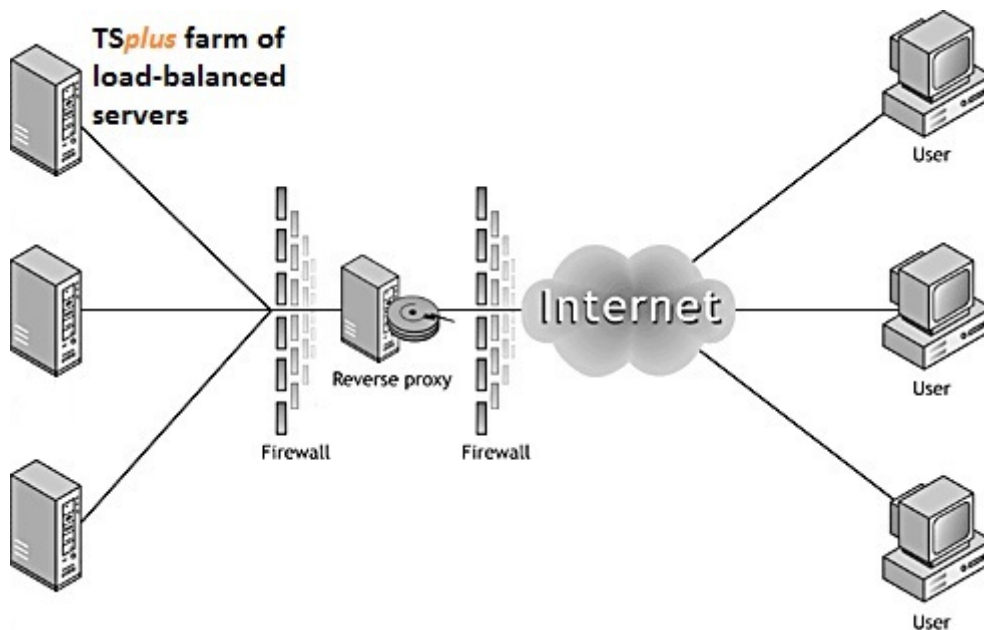 TSplus farm of
load-balanced
servers
User
Internet
Reverse proxy
User
Firewall
Firewall
User